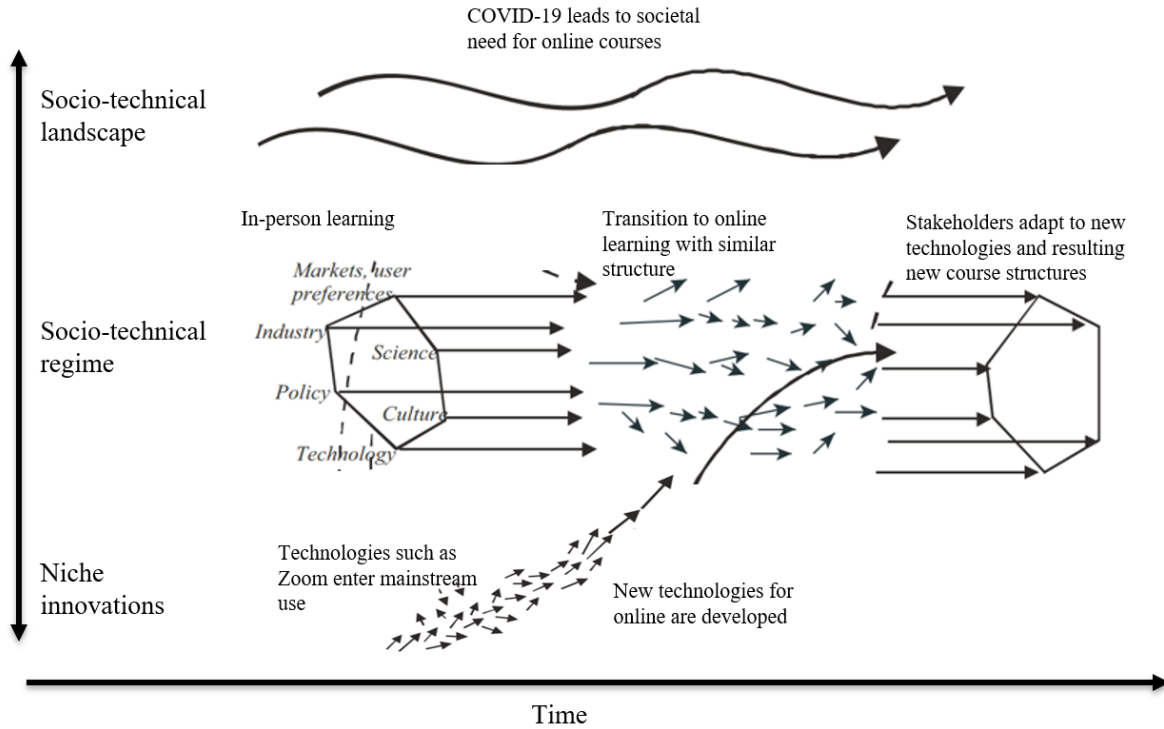 COVID-19 leads to societal
need for online courses
Socio-technical
landscape
In-person learning
Transition to online
learning with similar
structure
Stakeholders adapt to new
technologies and resulting
new course structures
Markets, user
preferences
Industry
Science
Socio-technical
regime
Policy
Culture
Technology
Technologies such as
Zoom enter mainstream
use
New technologies for
online are developed
Niche
innovations
Time